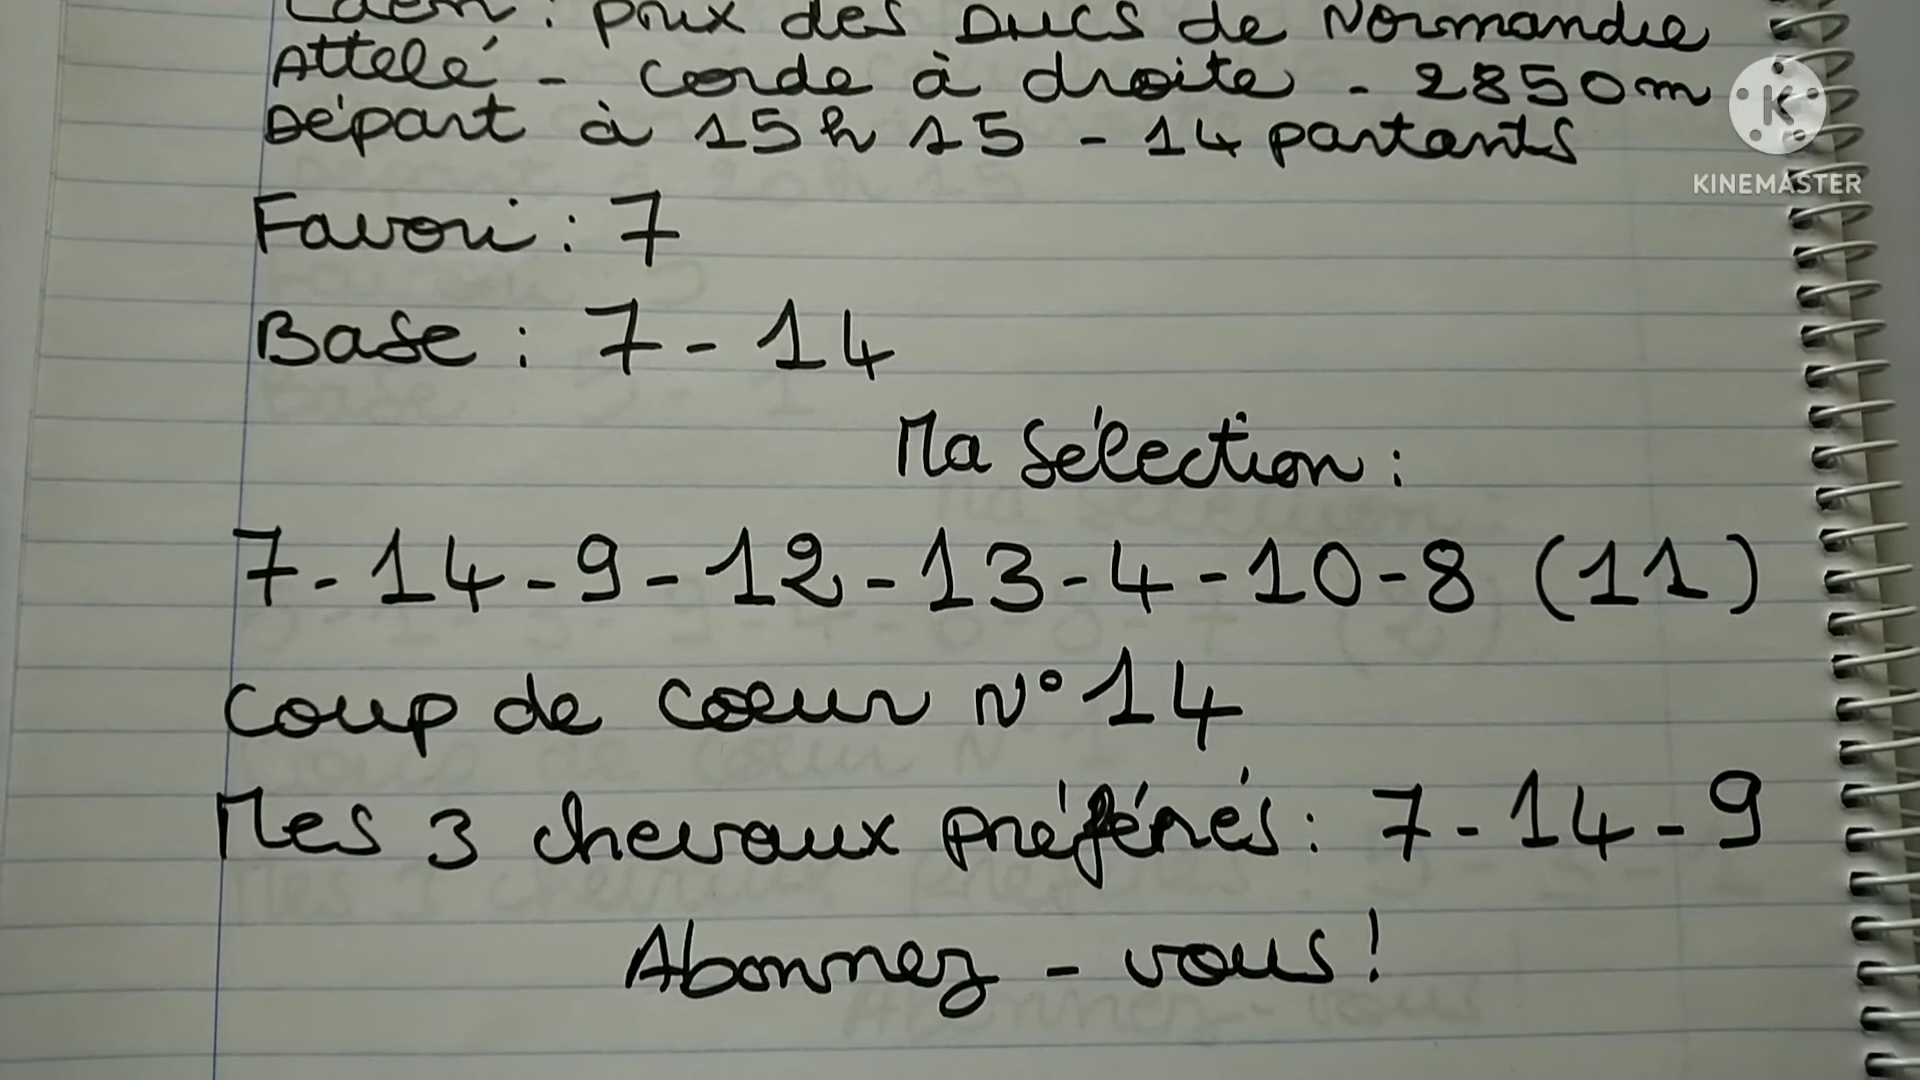 Caen : prix des Ducs de Normandie
Attelé - corde à droite - 2850m
Départ à 15h15 - 14 partants
Favori : 7
Base : 7 - 14
Ma sélection :
7 - 14 - 9 - 12 - 13 - 4 - 10 - 8 (11)
Coup de coeur N° 14
Mes 3 chevaux préférés : 7 - 14 - 9
Abonnez - vous !
K
KINEMASTER